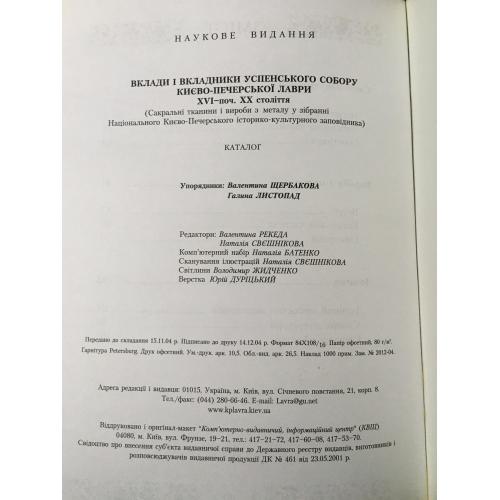 НАУКОВЕ ВИДАННЯ
ВКЛАДИ І ВКЛАДНИКИ УСПЕНСЬКОГО СОБОРУ
КИЄВО-ПЕЧЕРСЬКОЇ ЛАВРИ
XVI–поч. XX століття
(Сакральні тканини і вироби з металу у зібранні
Національного Києво-Печерського історико-культурного заповідника)
КАТАЛОГ
Упорядники: Валентина ЩЕРБАКОВА
Галина ЛИСТОПАД
Редактори: Валентина РЕКЕДА
Наталія СВЄШНІКОВА
Комп'ютерний набір Наталія БАТЕНКО
Сканування ілюстрацій Наталія СВЄШНІКОВА
Світлини Володимир ЖИДЧЕНКО
Верстка Юрій ДУРІЦЬКИЙ
Передано до складання 15.11.04 р. Підписано до друку 14.12.04 р. Формат 84X108/16 Папір офсетний, 80 г/м².
Гарнітура Petersburg. Друк офсетний. Ум.-друк. арк. 10,5. Обл.-вид. арк. 26,5. Наклад 1000 прим. Зам. № 2012-04.
Адреса редакції і видавця: 01015, Україна, м. Київ, вул. Січневого повстання, 21, корп. 8.
Тел./факс: (044) 280-66-46. E-mail: Lavra@gu.net
www.kplavra.kiev.ua
Віддруковано і оригінал-макет "Комп'ютерно-видавничий, інформаційний центр" (КВІЦ)
04080, м. Київ, вул. Фрунзе, 19-21, тел.: 417-21-72, 417-60-08, 417-53-70.
Свідоцтво про внесення суб'єкта видавничої справи до Державного реєстру видавців, виготівників і
розповсюджувачів видавничої продукції ДК № 461 від 23.05.2001 р.